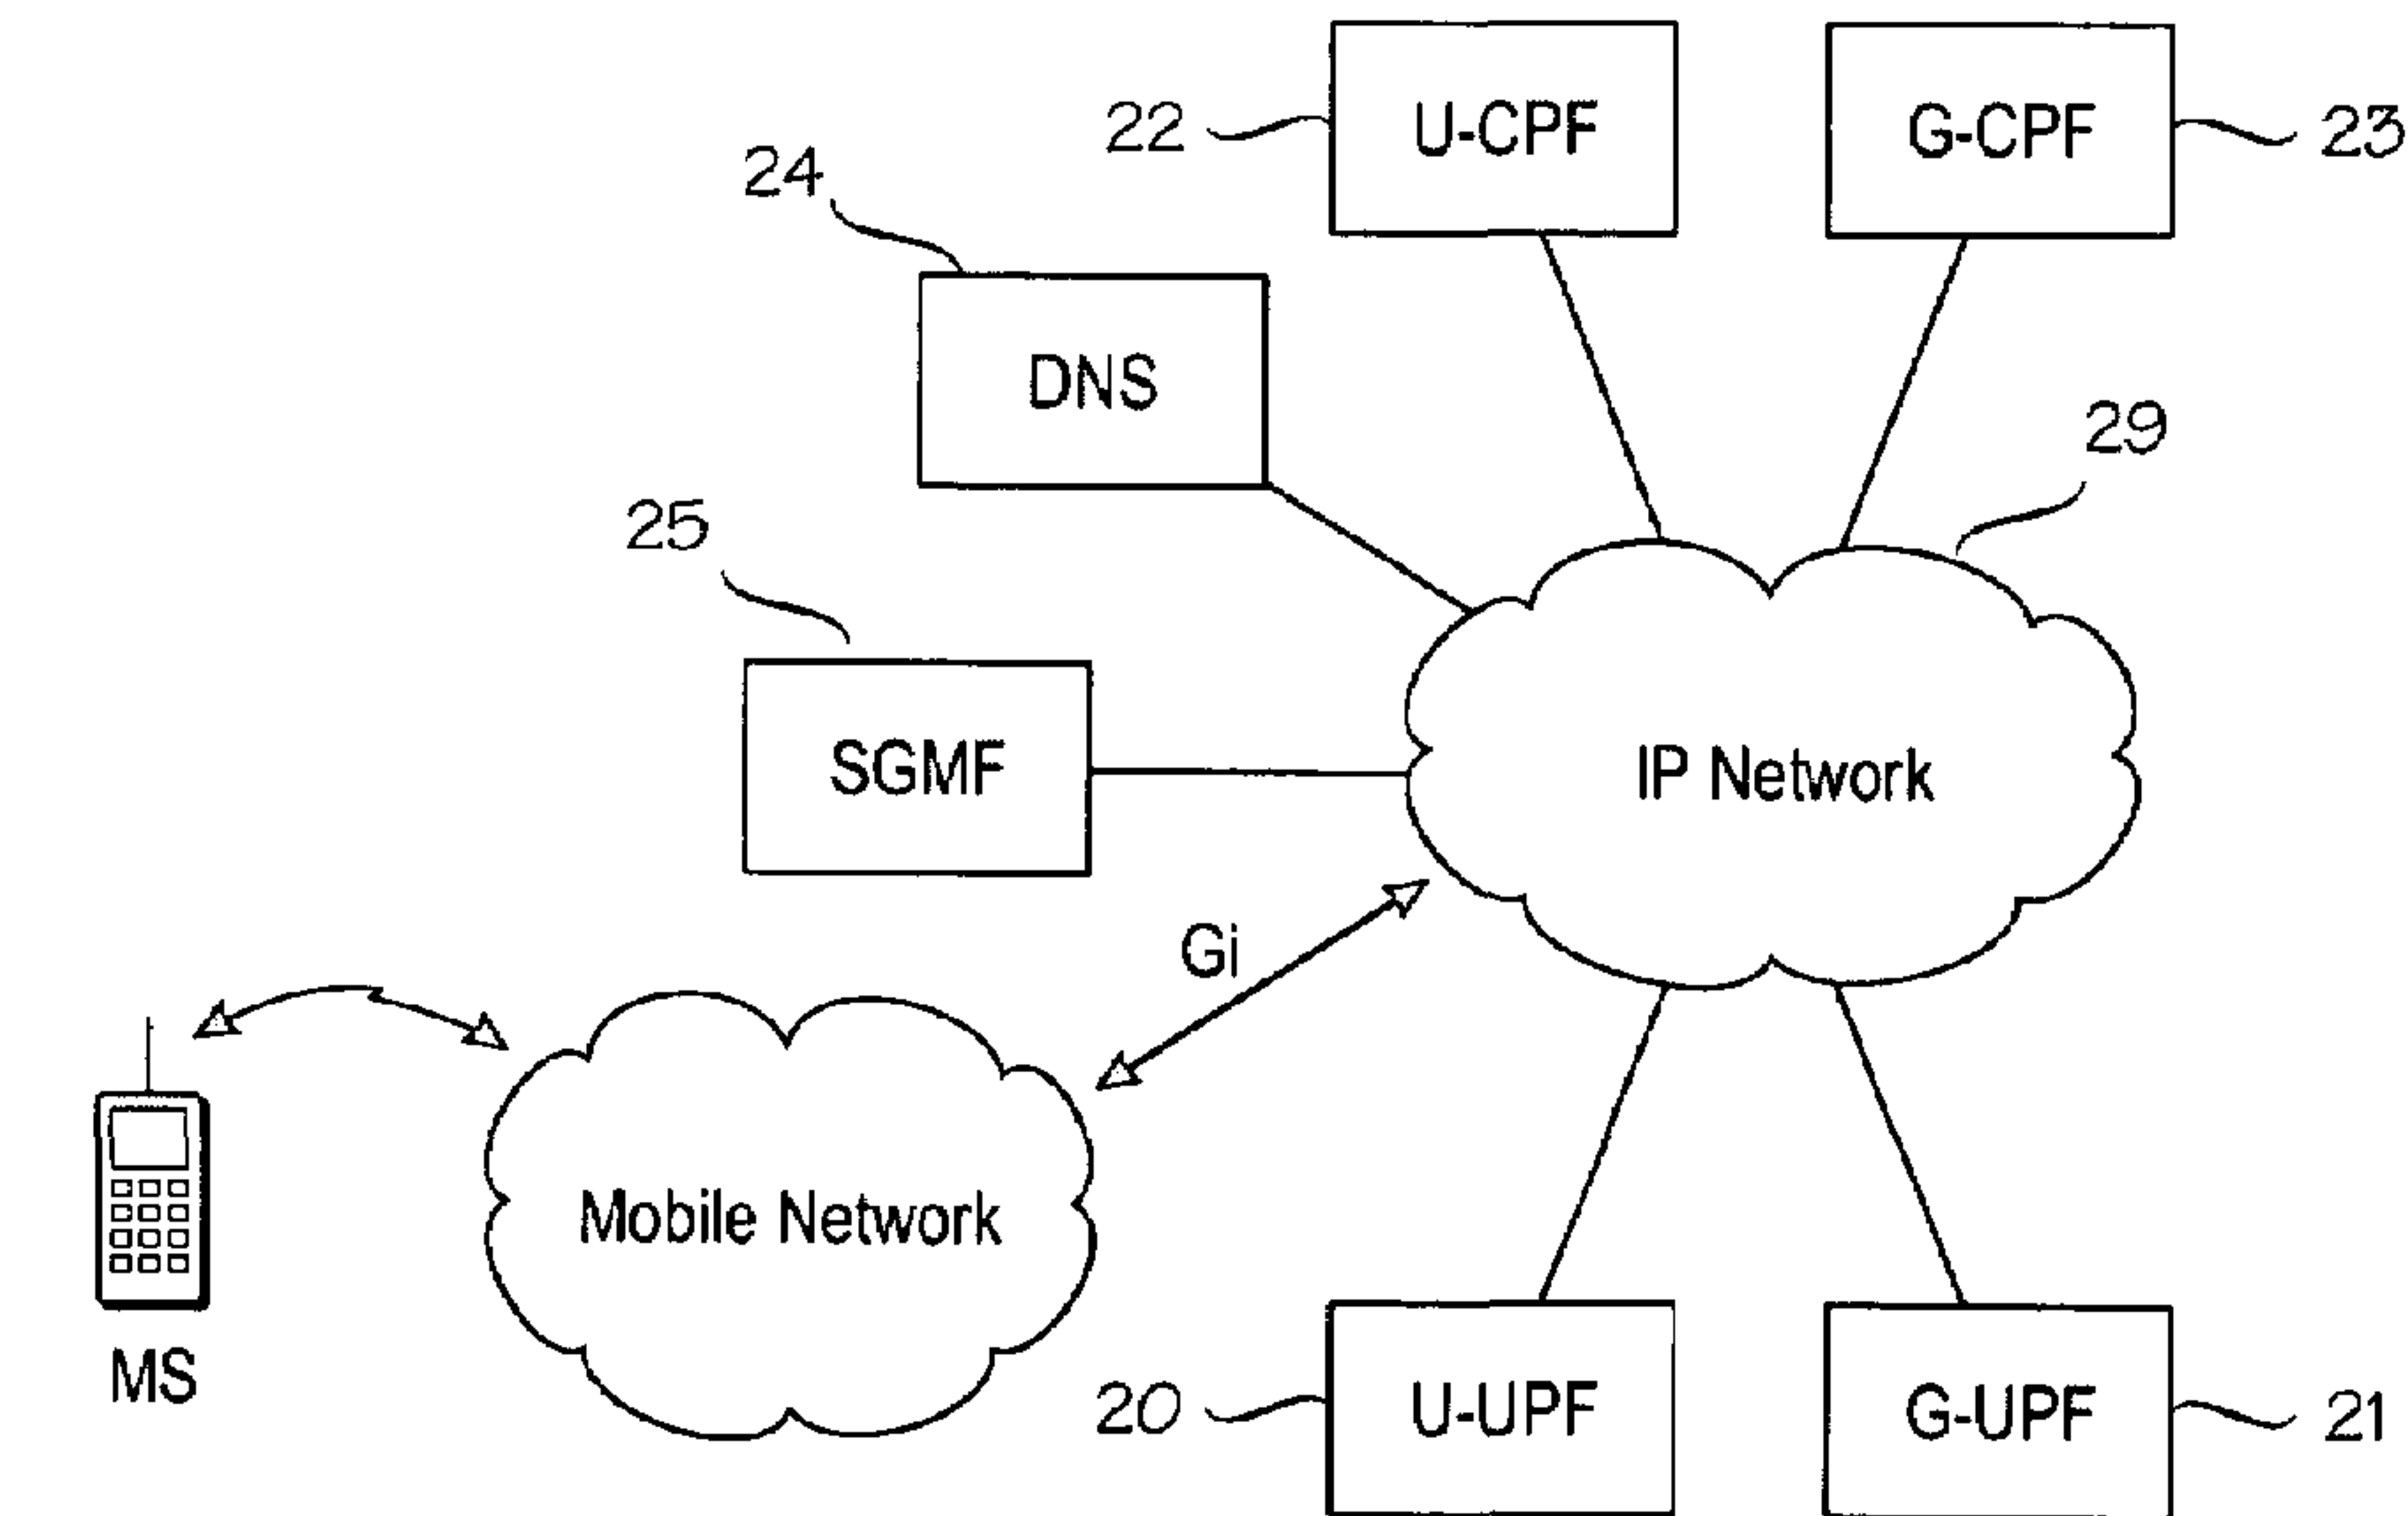 22
U-CPF
G-CPF
23
24
DNS
29
25
SGMF
IP Network
Gi
Mobile Network
MS
20
U-UPF
G-UPF
21